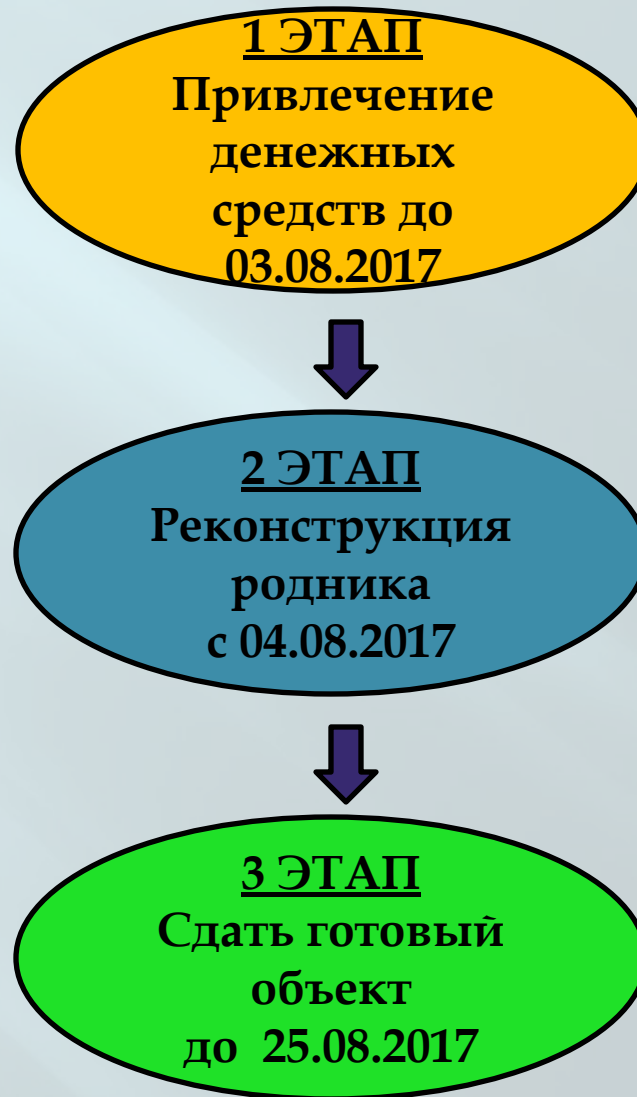 1 ЭТАП
Привлечение
денежных
средств до
03.08.2017
2 ЭТАП
Реконструкция
родника
с 04.08.2017
3 ЭТАП
Сдать готовый
объект
до 25.08.2017